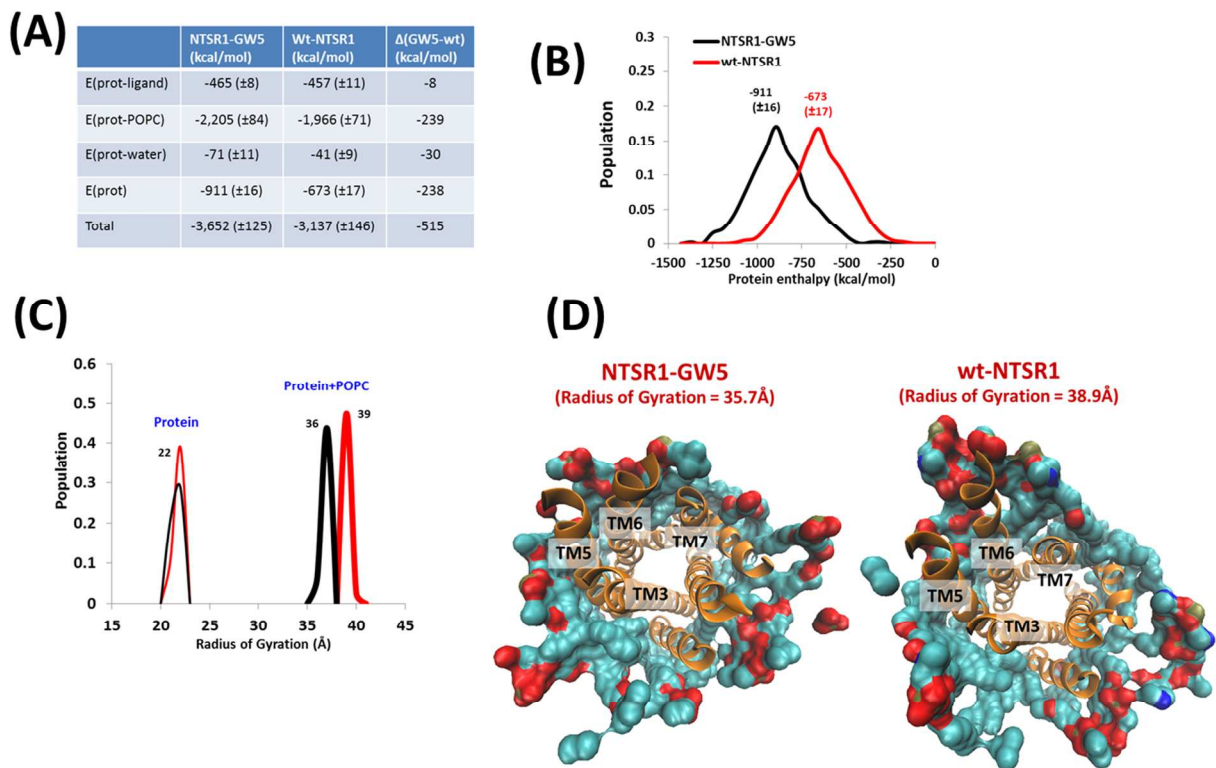 (A)
NTSR1-GW5 (kcal/mol) Wt-NTSR1 (kcal/mol) Δ(GW5-wt) (kcal/mol)
E(prot-ligand) -465 (±8) -457 (±11) -8
E(prot-POPC) -2,205 (±84) -1,966 (±71) -239
E(prot-water) -71 (±11) -41 (±9) -30
E(prot) -911 (±16) -673 (±17) -238
Total -3,652 (±125) -3,137 (±146) -515
(B)
NTSR1-GW5
wt-NTSR1
-911
(±16)
-673
(±17)
Population
0.3
0.25
0.2
0.15
0.1
0.05
0
-1500 -1250 -1000 -750 -500 -250 0
Protein enthalpy (kcal/mol)
(C)
Protein
Protein+POPC
22
36
39
Population
0.6
0.5
0.4
0.3
0.2
0.1
0
15 20 25 30 35 40 45
Radius of Gyration (Å)
(D)
NTSR1-GW5
(Radius of Gyration = 35.7Å)
TM6
TM7
TM5
TM3
wt-NTSR1
(Radius of Gyration = 38.9Å)
TM6
TM7
TM5
TM3